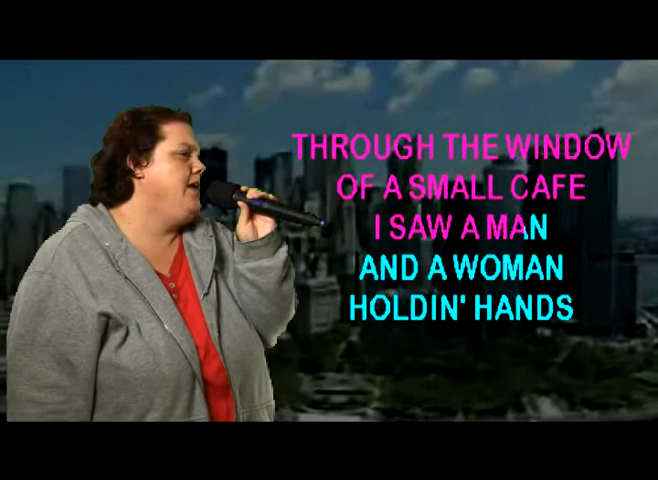 THROUGH THE WINDOW
OF A SMALL CAFE
I SAW A MAN
AND A WOMAN
HOLDIN' HANDS